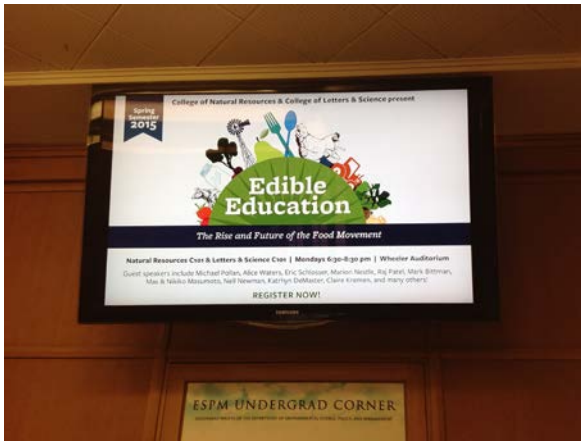 Spring
Semester
2015
College of Natural Resources & College of Letters & Science present
Edible
Education
The Rise and Future of the Food Movement
Natural Resources C101 & Letters & Science C101 | Mondays 6:30-8:30 pm | Wheeler Auditorium
Guest speakers include Michael Pollan, Alice Waters, Eric Schlosser, Marion Nestle, Raj Patel, Mark Bittman,
Mas & Nikiko Masumoto, Nell Newman, Kathryn DeMaster, Claire Kremen, and many others!
REGISTER NOW!
SAMSUNG
ESPM UNDERGRAD CORNER